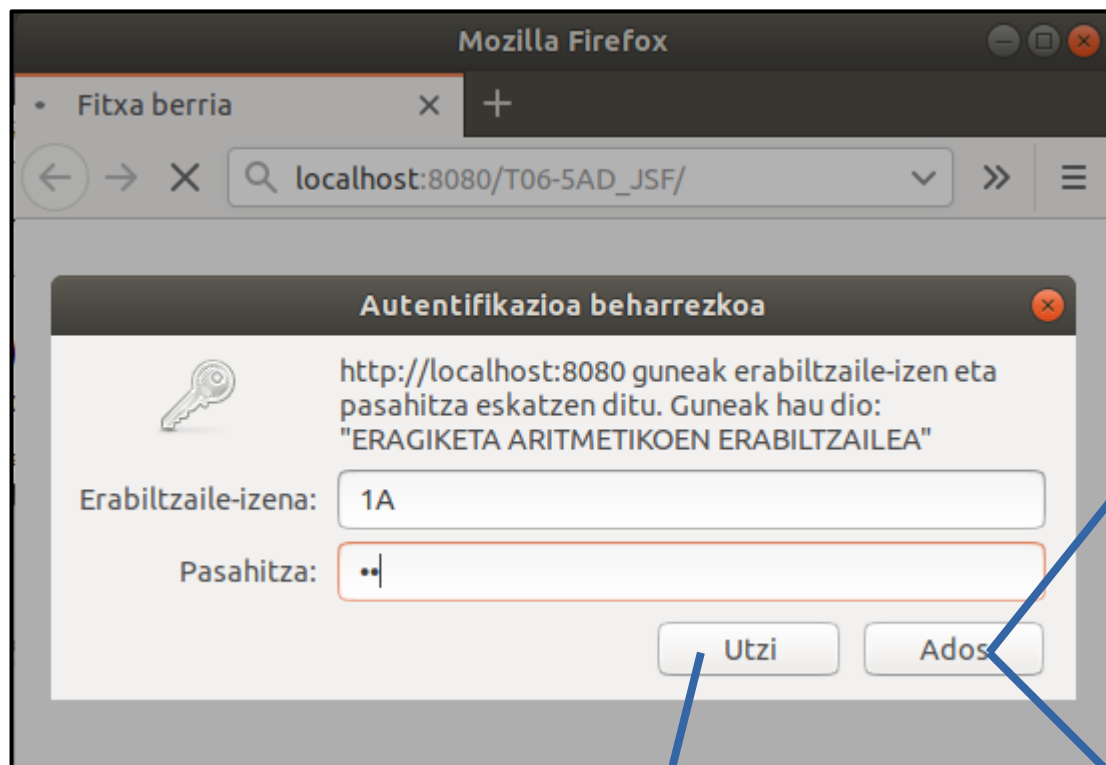 Mozilla Firefox
Fitxa berria
localhost:8080/T06-5AD_JSF/
Autentifikazioa beharrezkoa
http://localhost:8080 guneak erabiltzaile-izen eta
pasahitza eskatzen ditu. Guneak hau dio:
"ERAGIKETA ARITMETIKOEN ERABILTZAILEA"
Erabiltzaile-izena: 1A
Pasahitza: ••
Utzi Ados